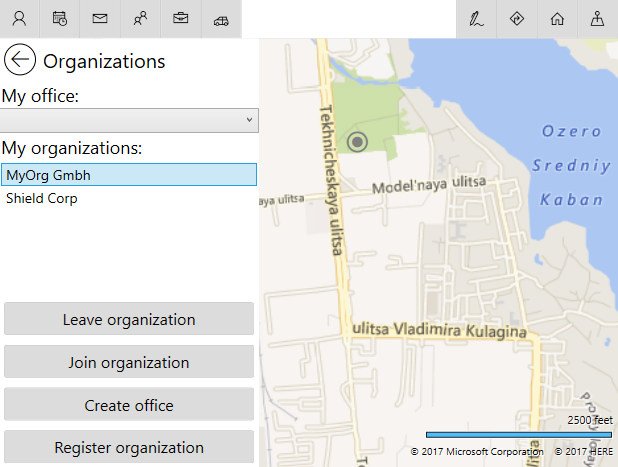 Organizations
My office:
My organizations:
MyOrg Gmbh
Shield Corp
Leave organization
Join organization
Create office
Register organization
Tekhnicheskaya ulitsa
Ozero
Sredniy
Kaban
Model'naya ulitsa
aya ulitsa
ulitsa Vladimira Kulagina
2500 feet
© 2017 Microsoft Corporation © 2017 HERE